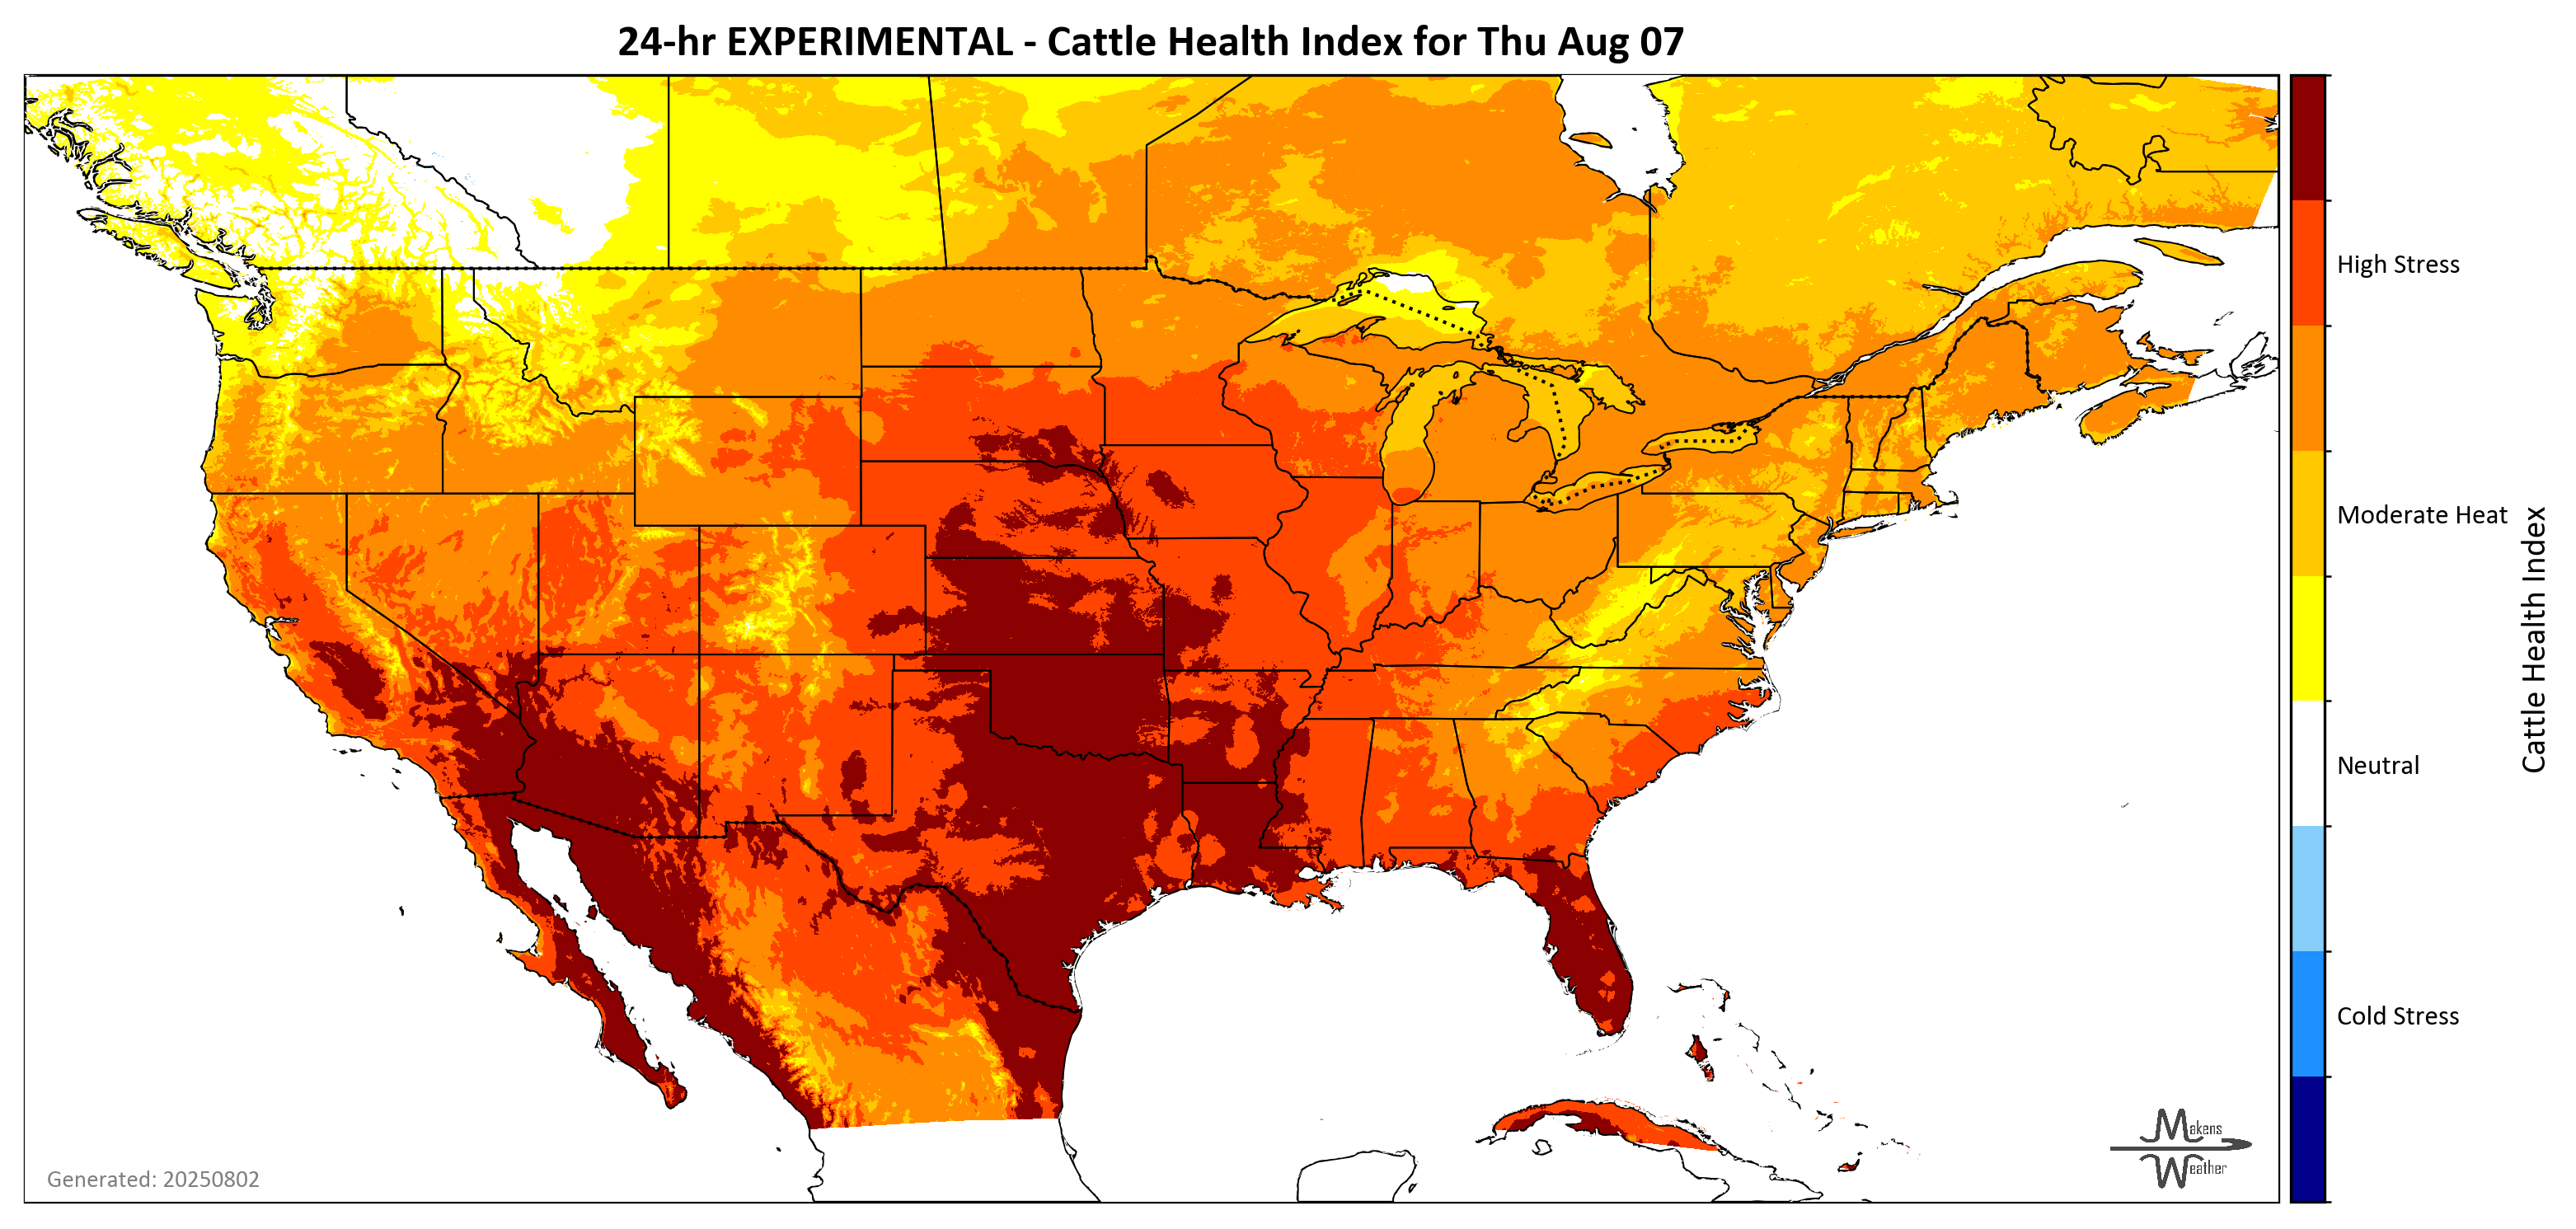 24-hr EXPERIMENTAL - Cattle Health Index for Thu Aug 07
High Stress
Moderate Heat
Neutral
Cold Stress
Cattle Health Index
Generated: 20250802
Makens
Weather